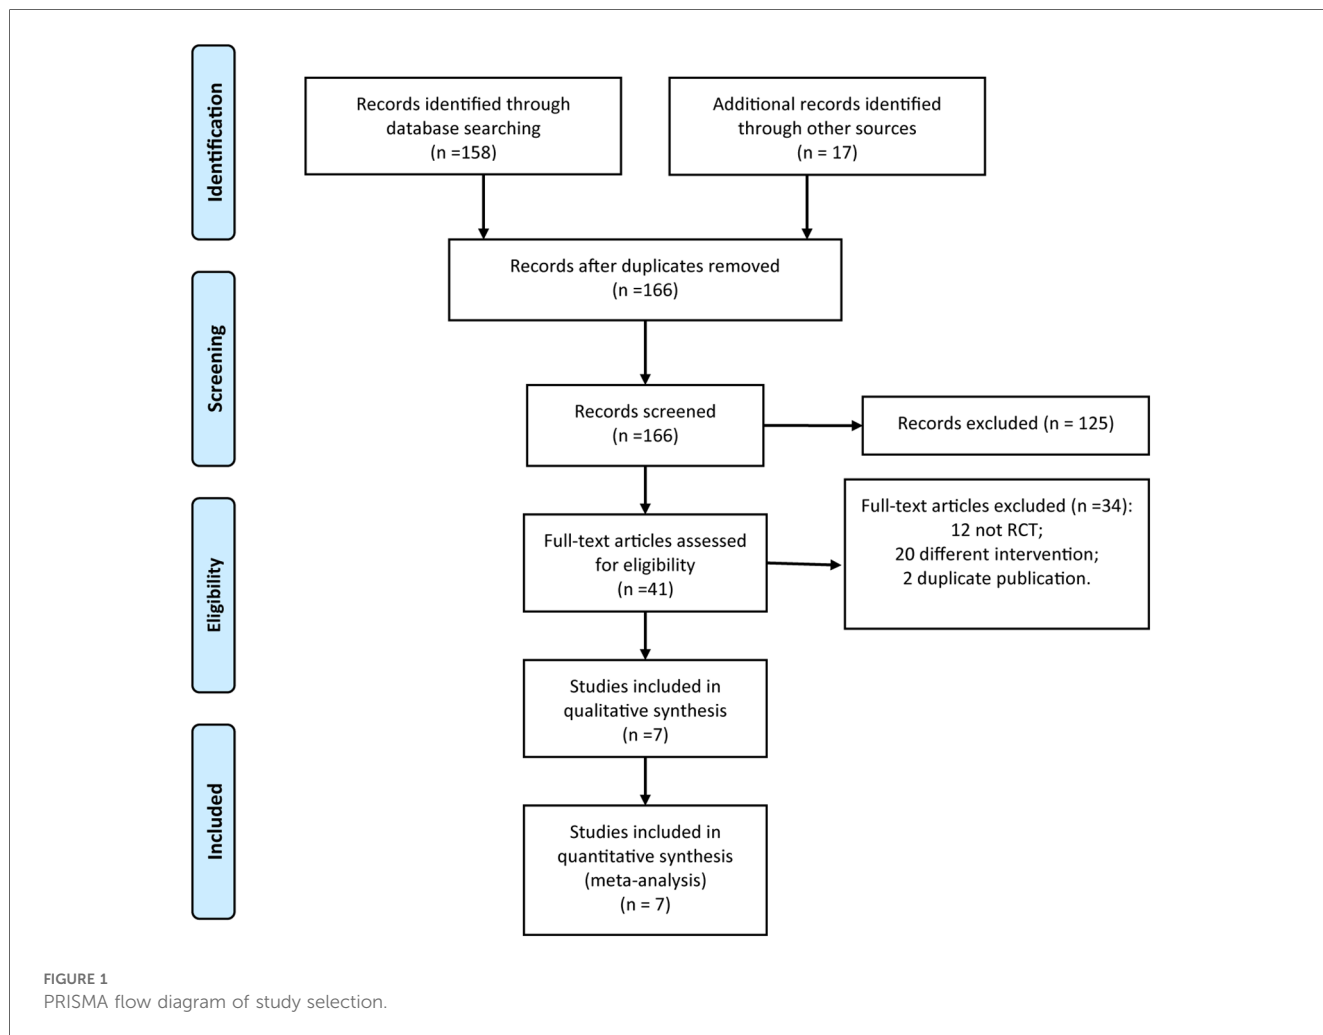 Identification
Records identified through
database searching
(n =158)
Additional records identified
through other sources
(n = 17)
Records after duplicates removed
(n =166)
Screening
Records screened
(n =166)
Records excluded (n = 125)
Eligibility
Full-text articles assessed
for eligibility
(n =41)
Full-text articles excluded (n =34):
12 not RCT;
20 different intervention;
2 duplicate publication.
Studies included in
qualitative synthesis
(n =7)
Included
Studies included in
quantitative synthesis
(meta-analysis)
(n = 7)
FIGURE 1
PRISMA flow diagram of study selection.